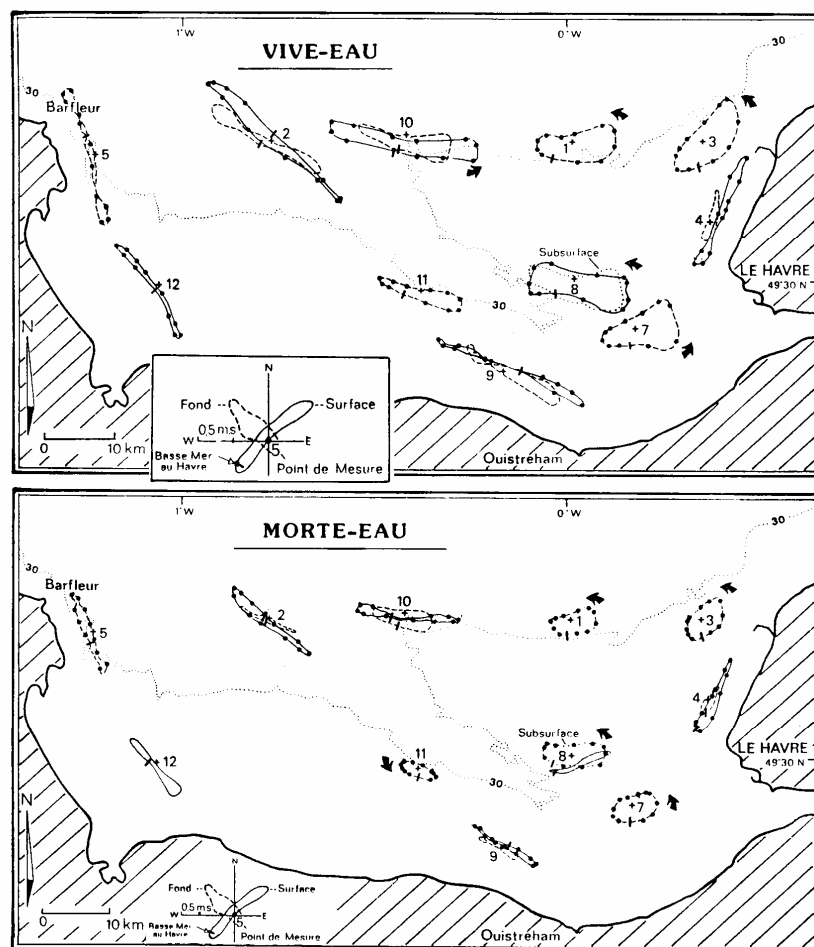 1°W
0°W
30
VIVE-EAU
30
Barfleur
5
2
10
1
3
4
12
11
Subsurface
8
LE HAVRE
49°30 N
30
7
9
N
N
Fond
Surface
0,5 m.s
W
E
Basse Mer
au Havre
5
Point de Mesure
0
10 km
Ouistreham
1°W
0°W
30
MORTE-EAU
30
Barfleur
5
2
10
1
3
4
12
11
Subsurface
8
LE HAVRE
49°30 N
30
7
9
N
N
Fond
Surface
0,5 m.s
W
E
Basse Mer
au Havre
5
Point de Mesure
0
10 km
Ouistreham